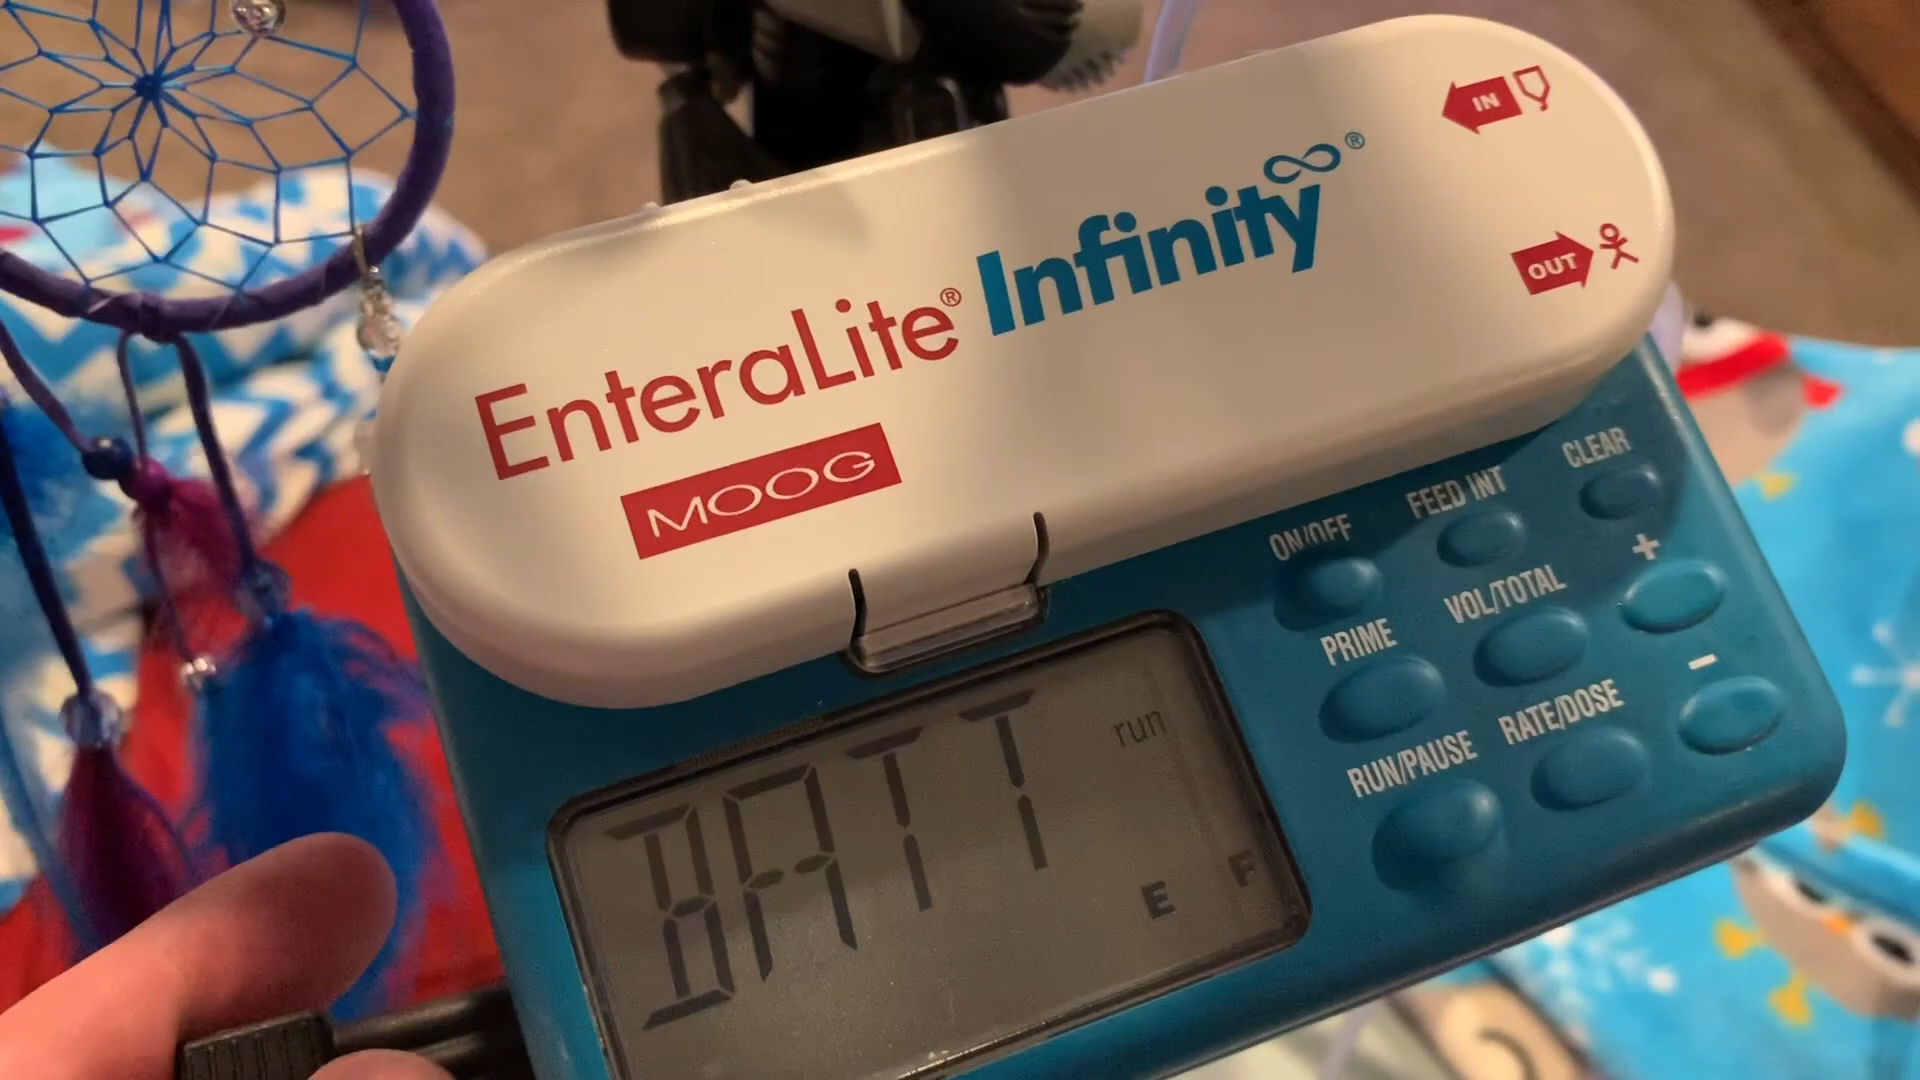 EnteraLite® Infinity®
MOOG
IN
OUT
ON/OFF
FEED INT
CLEAR
PRIME
VOL/TOTAL
+
RUN/PAUSE
RATE/DOSE
-
BATT
run
E F